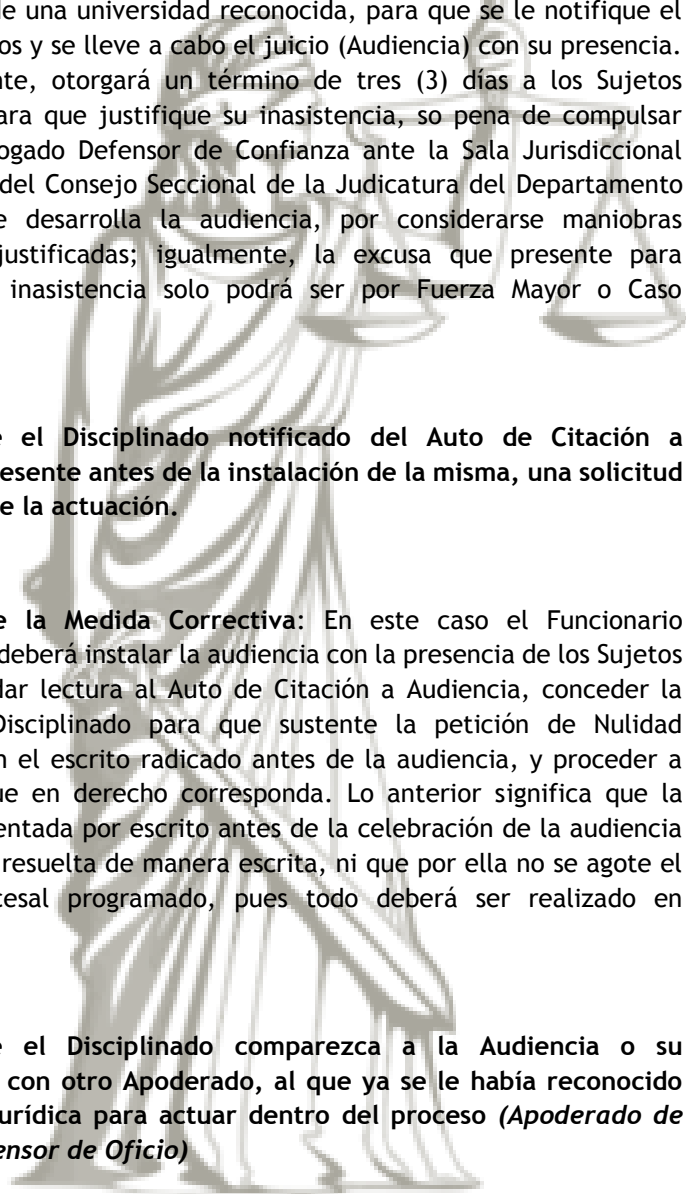 de una universidad reconocida, para que se le notifique el
os y se lleve a cabo el juicio (Audiencia) con su presencia.
nte, otorgará un término de tres (3) días a los Sujetos
ara que justifique su inasistencia, so pena de compulsar
ogado Defensor de Confianza ante la Sala Jurisdiccional
del Consejo Seccional de la Judicatura del Departamento
e desarrolla la audiencia, por considerarse maniobras
justificadas; igualmente, la excusa que presente para
inasistencia solo podrá ser por Fuerza Mayor o Caso
e el Disciplinado notificado del Auto de Citación a
resente antes de la instalación de la misma, una solicitud
e la actuación.
e la Medida Correctiva: En este caso el Funcionario
deberá instalar la audiencia con la presencia de los Sujetos
dar lectura al Auto de Citación a Audiencia, conceder la
Disciplinado para que sustente la petición de Nulidad
n el escrito radicado antes de la audiencia, y proceder a
ue en derecho corresponda. Lo anterior significa que la
entada por escrito antes de la celebración de la audiencia
resuelta de manera escrita, ni que por ella no se agote el
cesal programado, pues todo deberá ser realizado en
e el Disciplinado comparezca a la Audiencia o su
con otro Apoderado, al que ya se le había reconocido
urídica para actuar dentro del proceso (Apoderado de
ensor de Oficio)